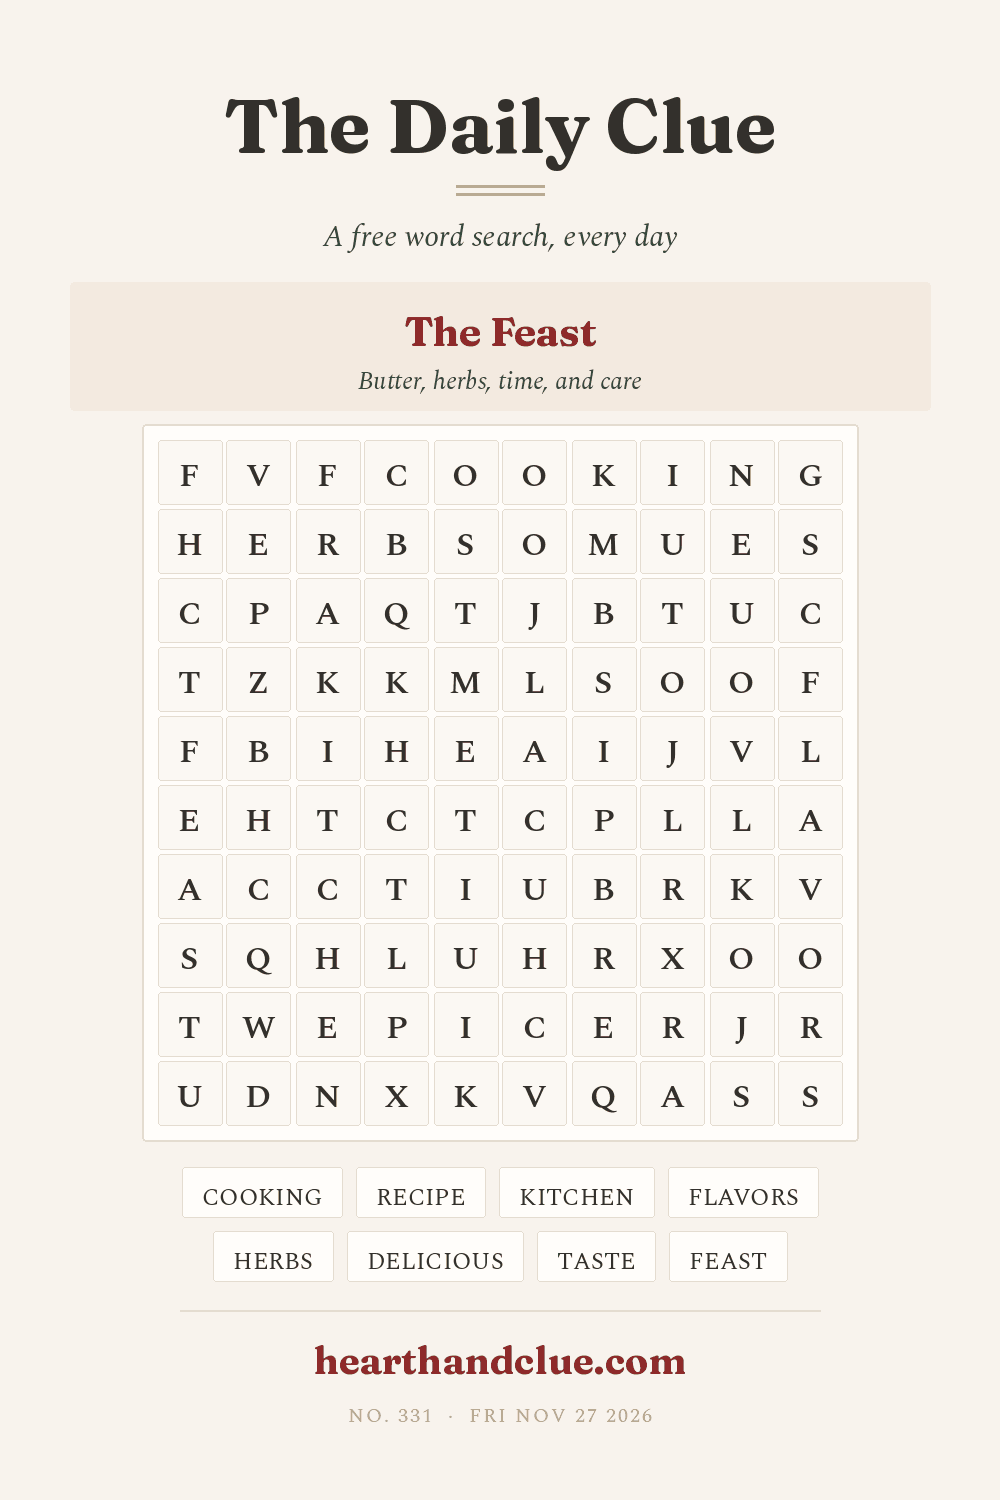 The Daily Clue
A free word search, every day
The Feast
Butter, herbs, time, and care
F V F C O O K I N G
H E R B S O M U E S
C P A Q T J B T U C
T Z K K M L S O O F
F B I H E A I J V L
E H T C T C P L L A
A C C T I U B R K V
S Q H L U H R X O O
T W E P I C E R J R
U D N X K V Q A S S
COOKING RECIPE KITCHEN FLAVORS
HERBS DELICIOUS TASTE FEAST
hearthandclue.com
NO. 331 · FRI NOV 27 2026